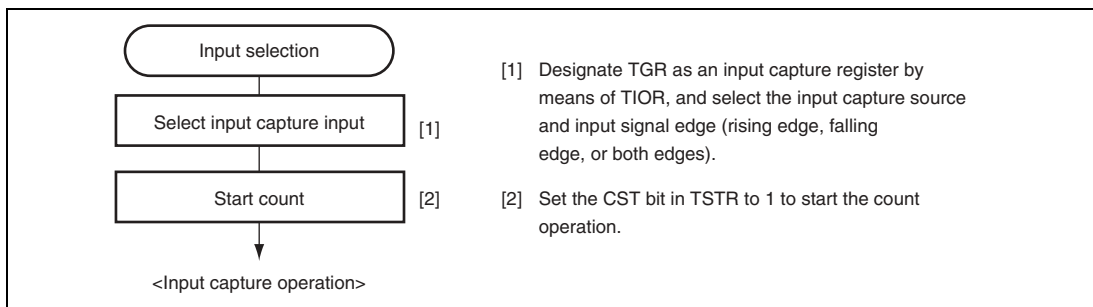 Input selection
Select input capture input
[1]
Start count
[2]
<Input capture operation>
[1] Designate TGR as an input capture register by
means of TIOR, and select the input capture source
and input signal edge (rising edge, falling
edge, or both edges).
[2] Set the CST bit in TSTR to 1 to start the count
operation.